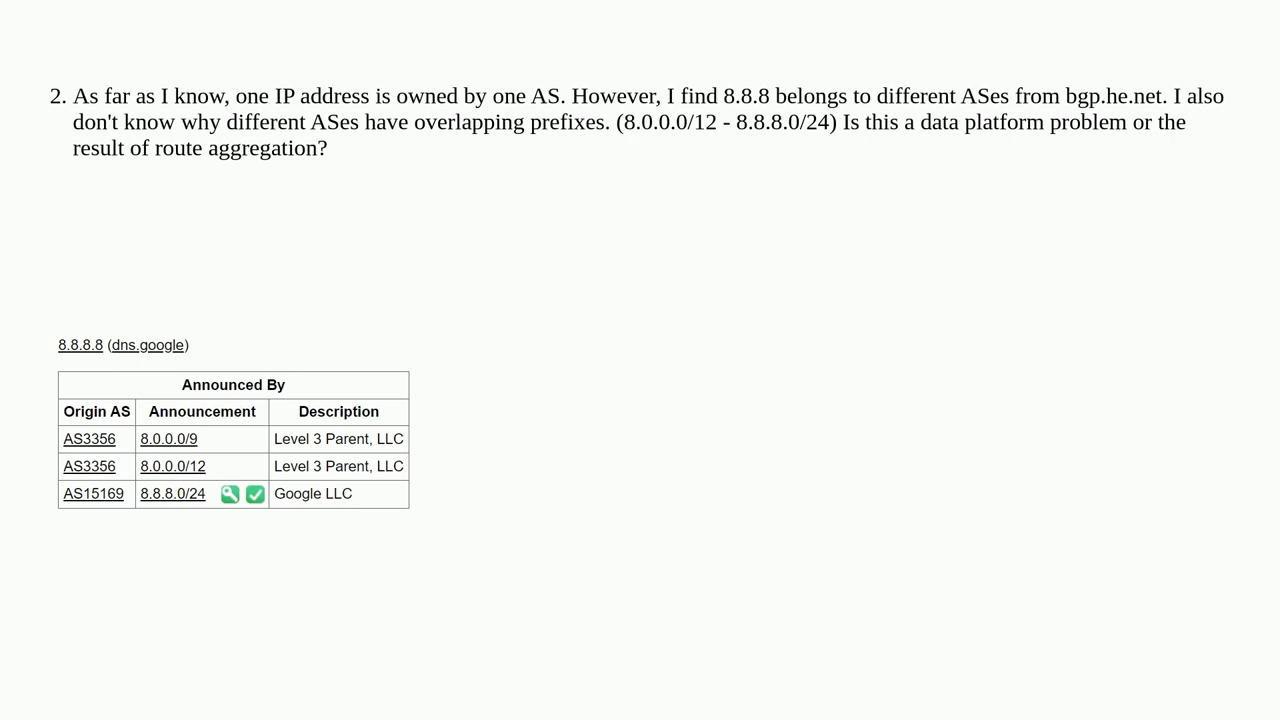 2. As far as I know, one IP address is owned by one AS. However, I find 8.8.8 belongs to different ASes from bgp.he.net. I also
don't know why different ASes have overlapping prefixes. (8.0.0.0/12 - 8.8.8.0/24) Is this a data platform problem or the
result of route aggregation?
8.8.8.8 (dns.google)
Announced By
Origin AS Announcement Description
AS3356 8.0.0.0/9 Level 3 Parent, LLC
AS3356 8.0.0.0/12 Level 3 Parent, LLC
AS15169 8.8.8.0/24 Google LLC